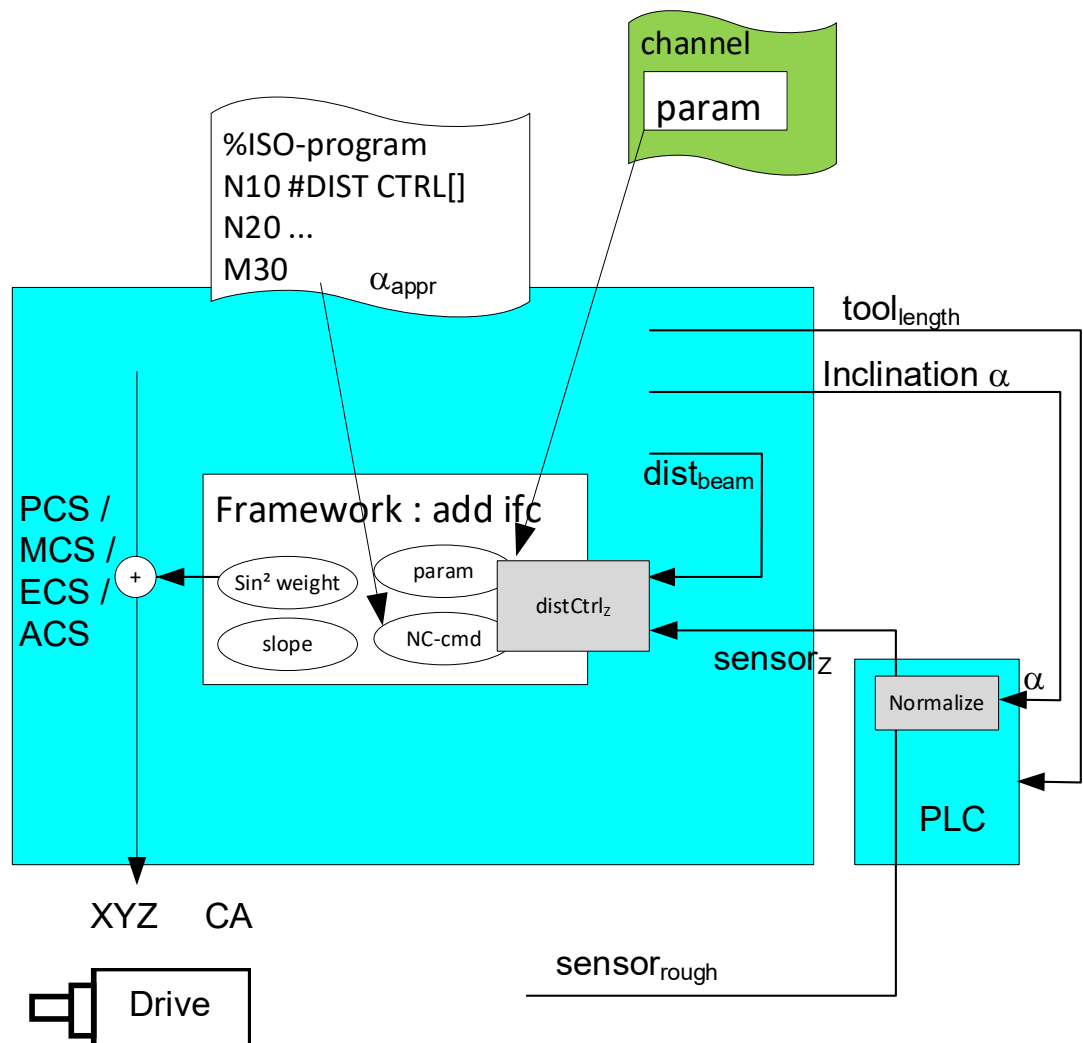 channel
param
%ISO-program
N10 #DIST CTRL[]
N20 ...
M30
αappr
toollength
Inclination α
distbeam
PCS /
MCS /
ECS /
ACS
Framework : add ifc
+
Sin² weight
param
slope
NC-cmd
distCtrlz
sensorZ
α
Normalize
PLC
XYZ CA
sensorrough
Drive